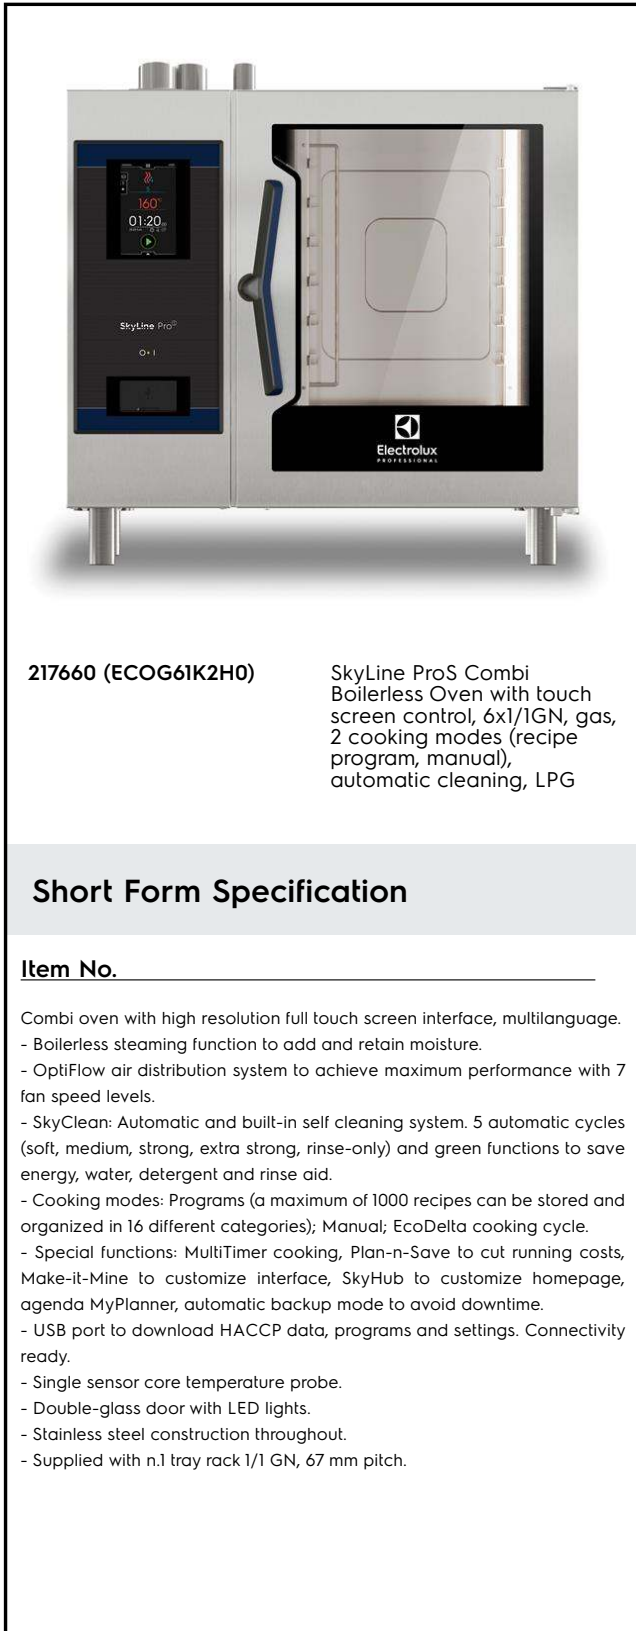 160°
01:20
SkyLine Pro
Electrolux
PROFESSIONAL
217660 (ECOG61K2H0)
SkyLine ProS Combi
Boilerless Oven with touch
screen control, 6x1/1GN, gas,
2 cooking modes (recipe
program, manual),
automatic cleaning, LPG
Short Form Specification
Item No.
Combi oven with high resolution full touch screen interface, multilanguage.
- Boilerless steaming function to add and retain moisture.
- OptiFlow air distribution system to achieve maximum performance with 7
fan speed levels.
- SkyClean: Automatic and built-in self cleaning system. 5 automatic cycles
(soft, medium, strong, extra strong, rinse-only) and green functions to save
energy, water, detergent and rinse aid.
- Cooking modes: Programs (a maximum of 1000 recipes can be stored and
organized in 16 different categories); Manual; EcoDelta cooking cycle.
- Special functions: MultiTimer cooking, Plan-n-Save to cut running costs,
Make-it-Mine to customize interface, SkyHub to customize homepage,
agenda MyPlanner, automatic backup mode to avoid downtime.
- USB port to download HACCP data, programs and settings. Connectivity
ready.
- Single sensor core temperature probe.
- Double-glass door with LED lights.
- Stainless steel construction throughout.
- Supplied with n.1 tray rack 1/1 GN, 67 mm pitch.